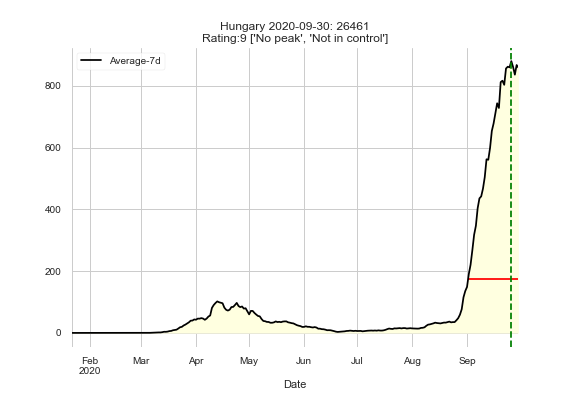 Hungary 2020-09-30: 26461
Rating:9 ['No peak', 'Not in control']
Average-7d
800
600
400
200
0
Feb Mar Apr May Jun Jul Aug Sep
2020
Date